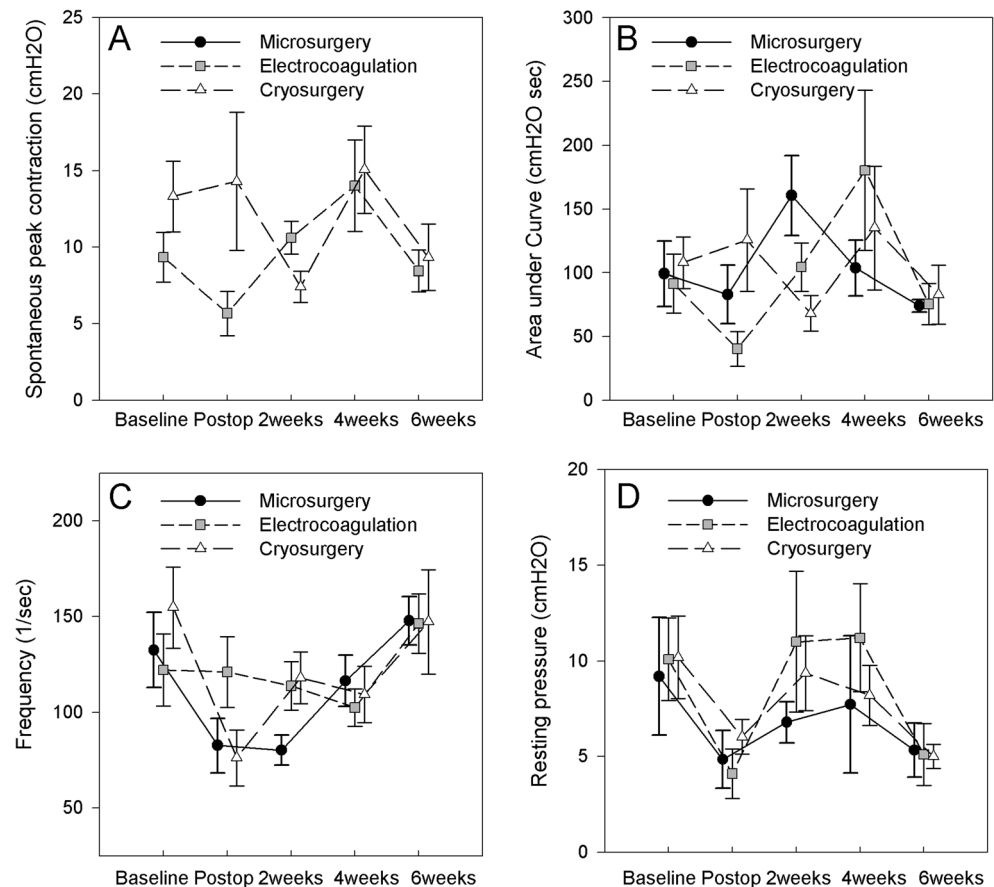 A
Spontaneous peak contraction (cmH2O)
25
20
15
10
5
0
Microsurgery
Electrocoagulation
Cryosurgery
Baseline Postop 2weeks 4weeks 6weeks
B
Area under Curve (cmH2O sec)
300
250
200
150
100
50
0
Microsurgery
Electrocoagulation
Cryosurgery
Baseline Postop 2weeks 4weeks 6weeks
C
Frequency (1/sec)
200
150
100
50
Microsurgery
Electrocoagulation
Cryosurgery
Baseline Postop 2weeks 4weeks 6weeks
D
Resting pressure (cmH2O)
20
15
10
5
0
Microsurgery
Electrocoagulation
Cryosurgery
Baseline Postop 2weeks 4weeks 6weeks